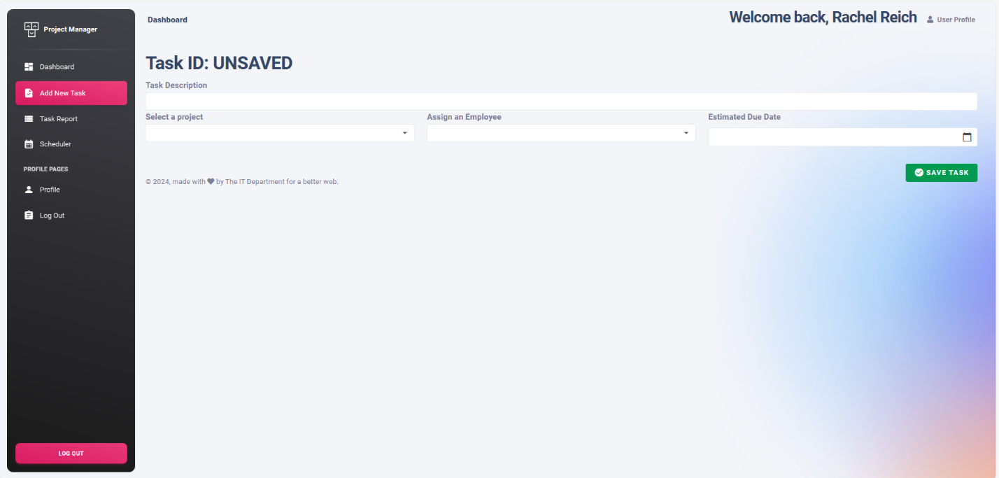 Project Manager
Dashboard
Add New Task
Task Report
Scheduler
PROFILE PAGES
Profile
Log Out
LOG OUT
Dashboard
Welcome back, Rachel Reich
User Profile
Task ID: UNSAVED
Task Description
Select a project
Assign an Employee
Estimated Due Date
SAVE TASK
© 2024, made with ♥ by The IT Department for a better web.